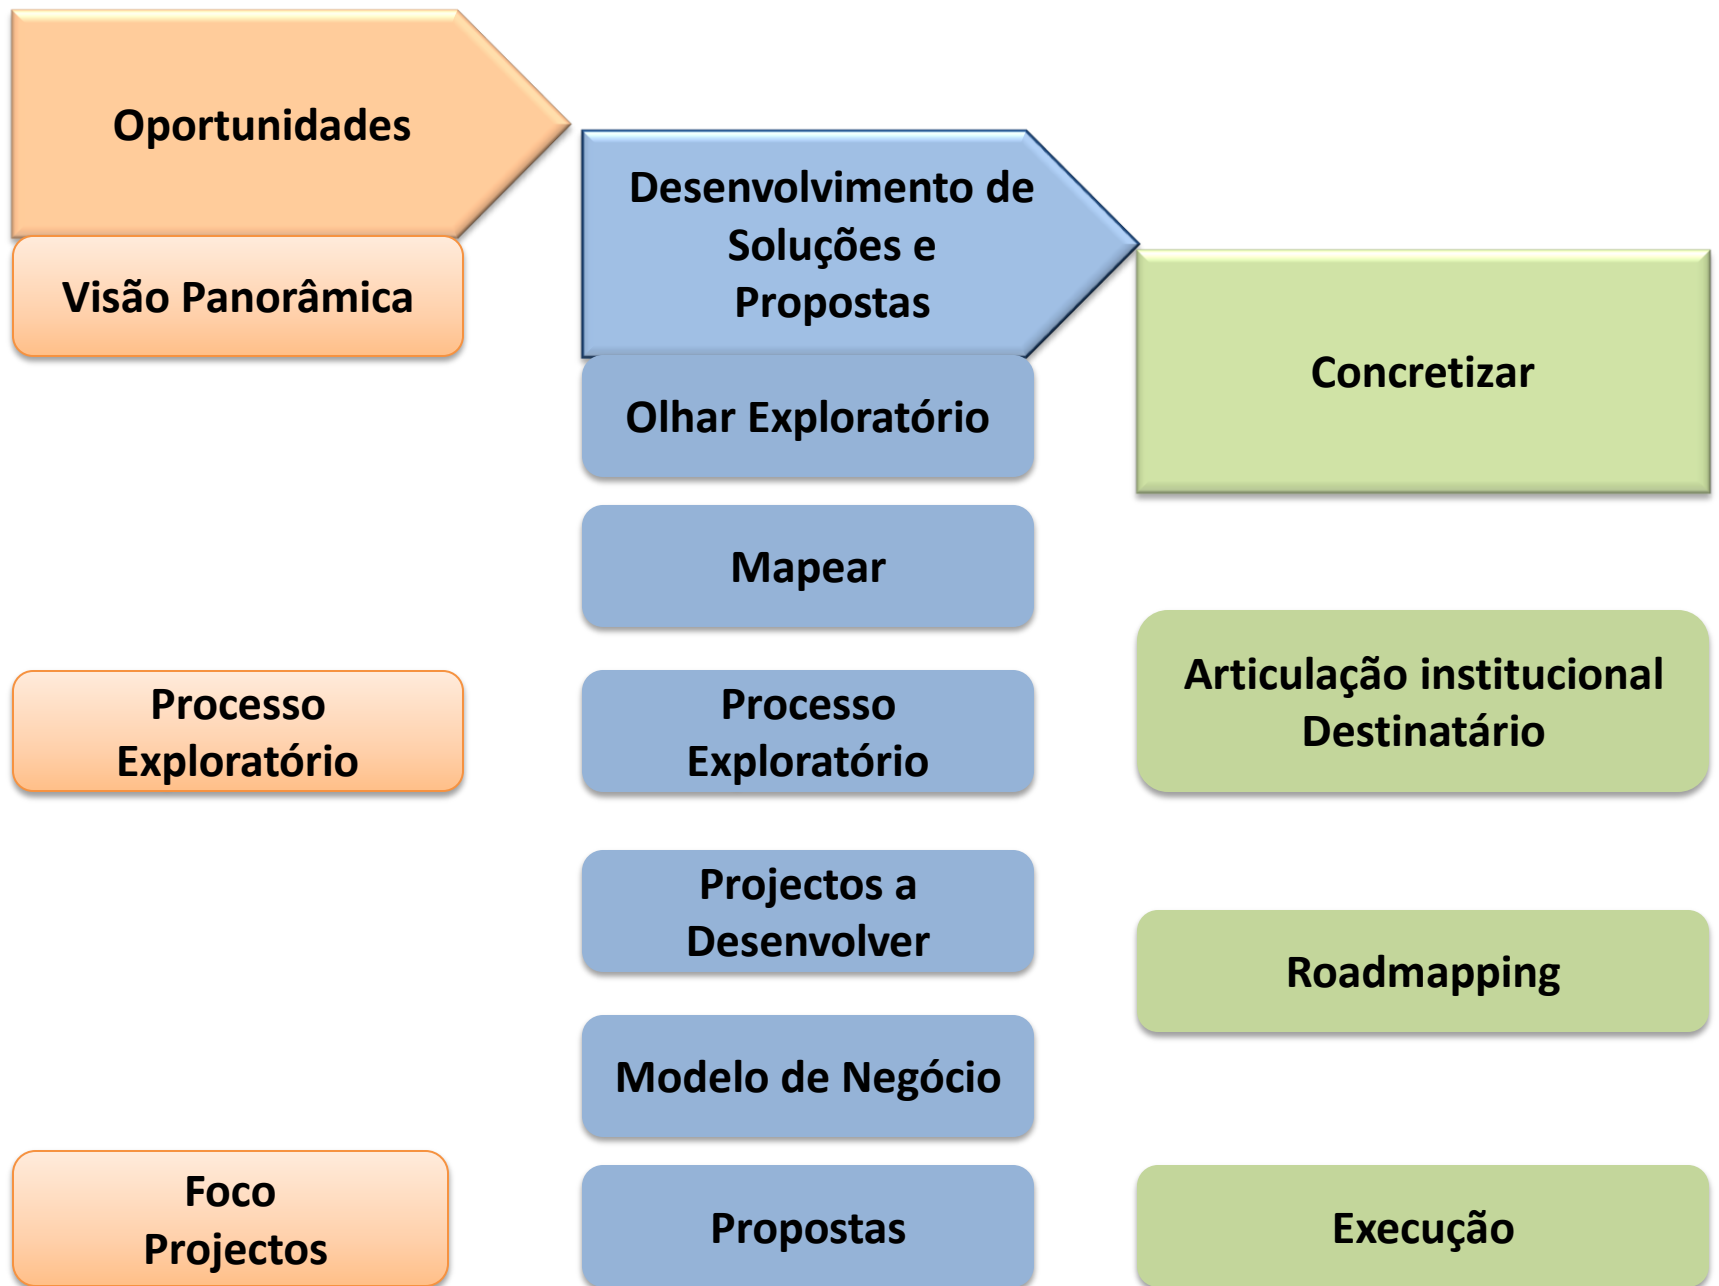 Oportunidades
Visão Panorâmica
Processo
Exploratório
Foco
Projectos
Desenvolvimento de
Soluções e
Propostas
Olhar Exploratório
Mapear
Processo
Exploratório
Projectos a
Desenvolver
Modelo de Negócio
Propostas
Concretizar
Articulação institucional
Destinatário
Roadmapping
Execução